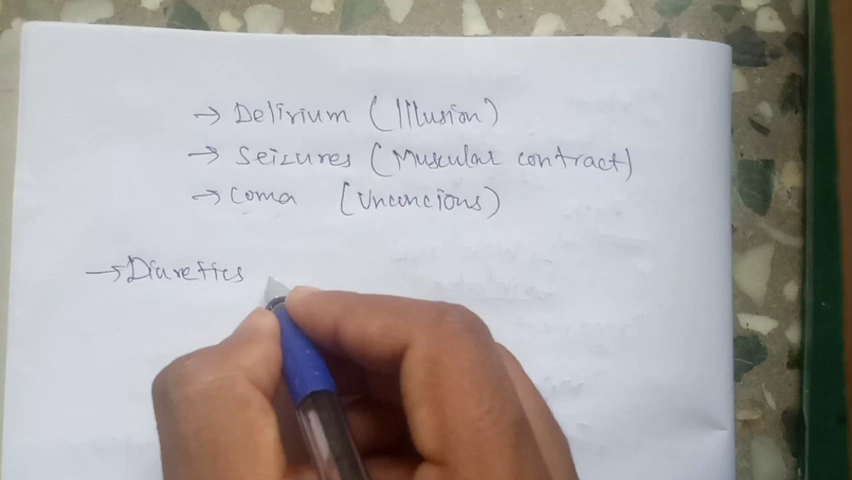 → Delirium (Illusion)
→ Seizures (Muscular contract)
→ Coma (Unconcious)
→ Diuretics